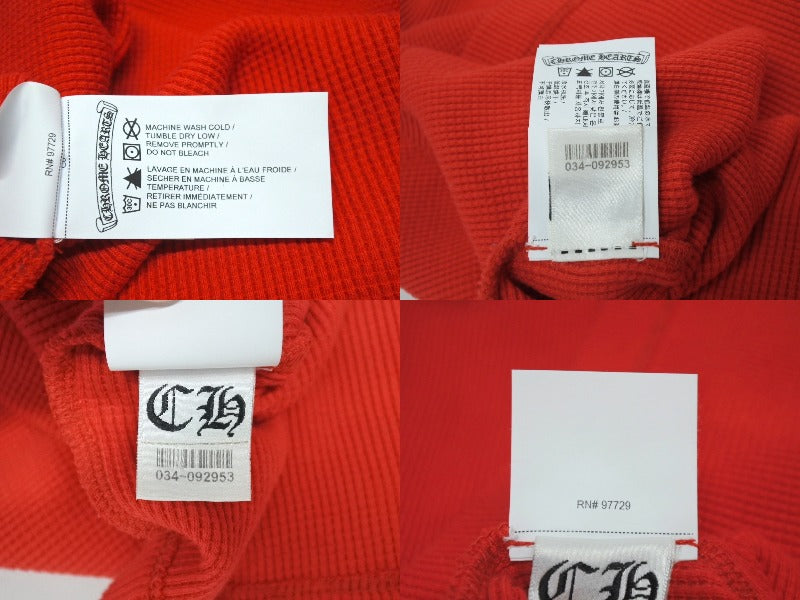 RN# 97729
CHROME HEARTS
MACHINE WASH COLD /
TUMBLE DRY LOW /
REMOVE PROMPTLY /
DO NOT BLEACH
LAVAGE EN MACHINE À L'EAU FROIDE /
SECHER EN MACHINE À BASSE
TEMPERATURE /
RETIRER IMMÉDIATEMENT /
NE PAS BLANCHIR
CHROME HEARTS
034-092953
CH
034-092953
RN# 97729
CH